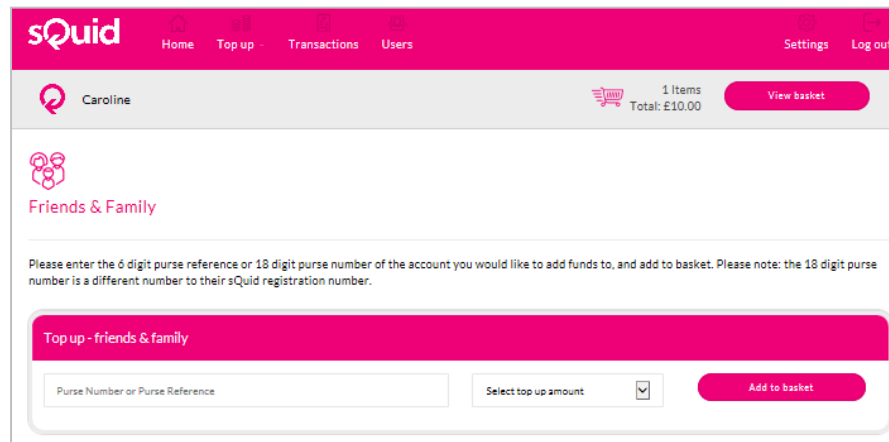 sQuid
Home Top up Transactions Users Settings Log out
Caroline
1 Items
Total: £10.00
View basket
Friends & Family
Please enter the 6 digit purse reference or 18 digit purse number of the account you would like to add funds to, and add to basket. Please note: the 18 digit purse
number is a different number to their sQuid registration number.
Top up - friends & family
Purse Number or Purse Reference
Select top up amount
Add to basket